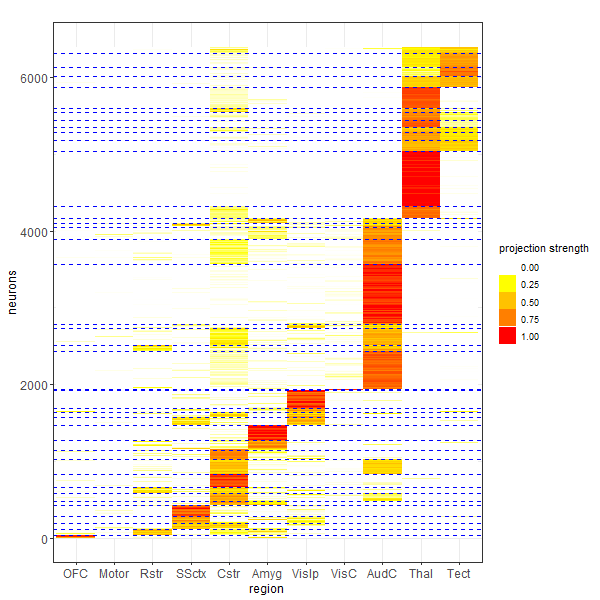 6000
4000
2000
0
neurons
OFC Motor Rstr SSctx Cstr Amyg VisIp VisC AudC Thal Tect
region
projection strength
0.00
0.25
0.50
0.75
1.00